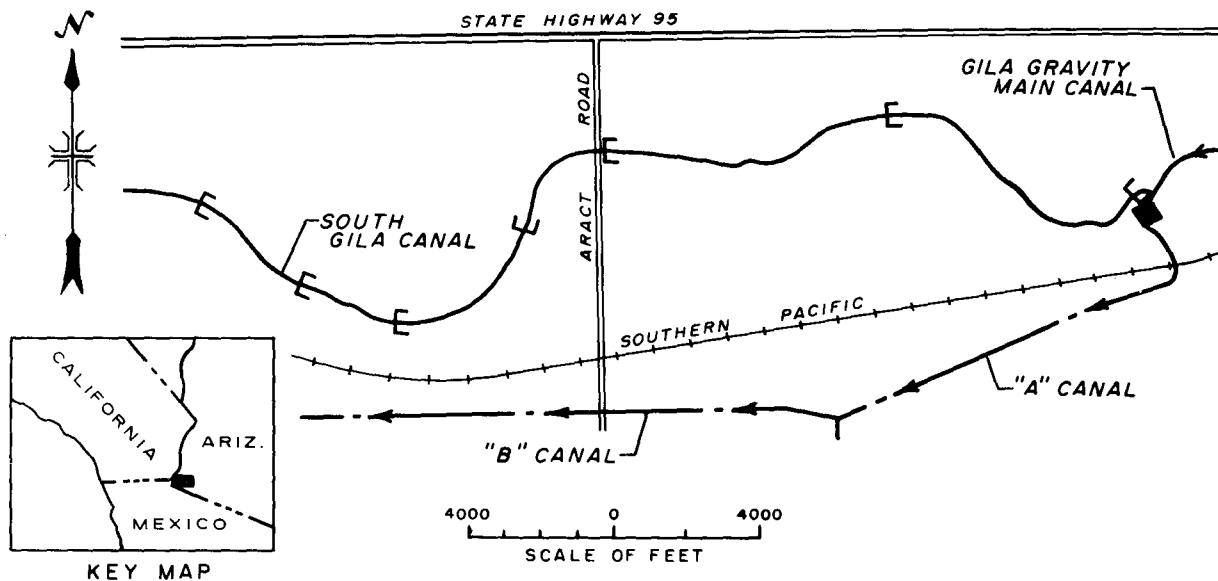 STATE HIGHWAY 95
N
GILA GRAVITY
MAIN CANAL
ROAD
ARACT
SOUTH
GILA CANAL
SOUTHERN PACIFIC
"A" CANAL
"B" CANAL
CALIFORNIA
ARIZ.
MEXICO
KEY MAP
4000 0 4000
SCALE OF FEET